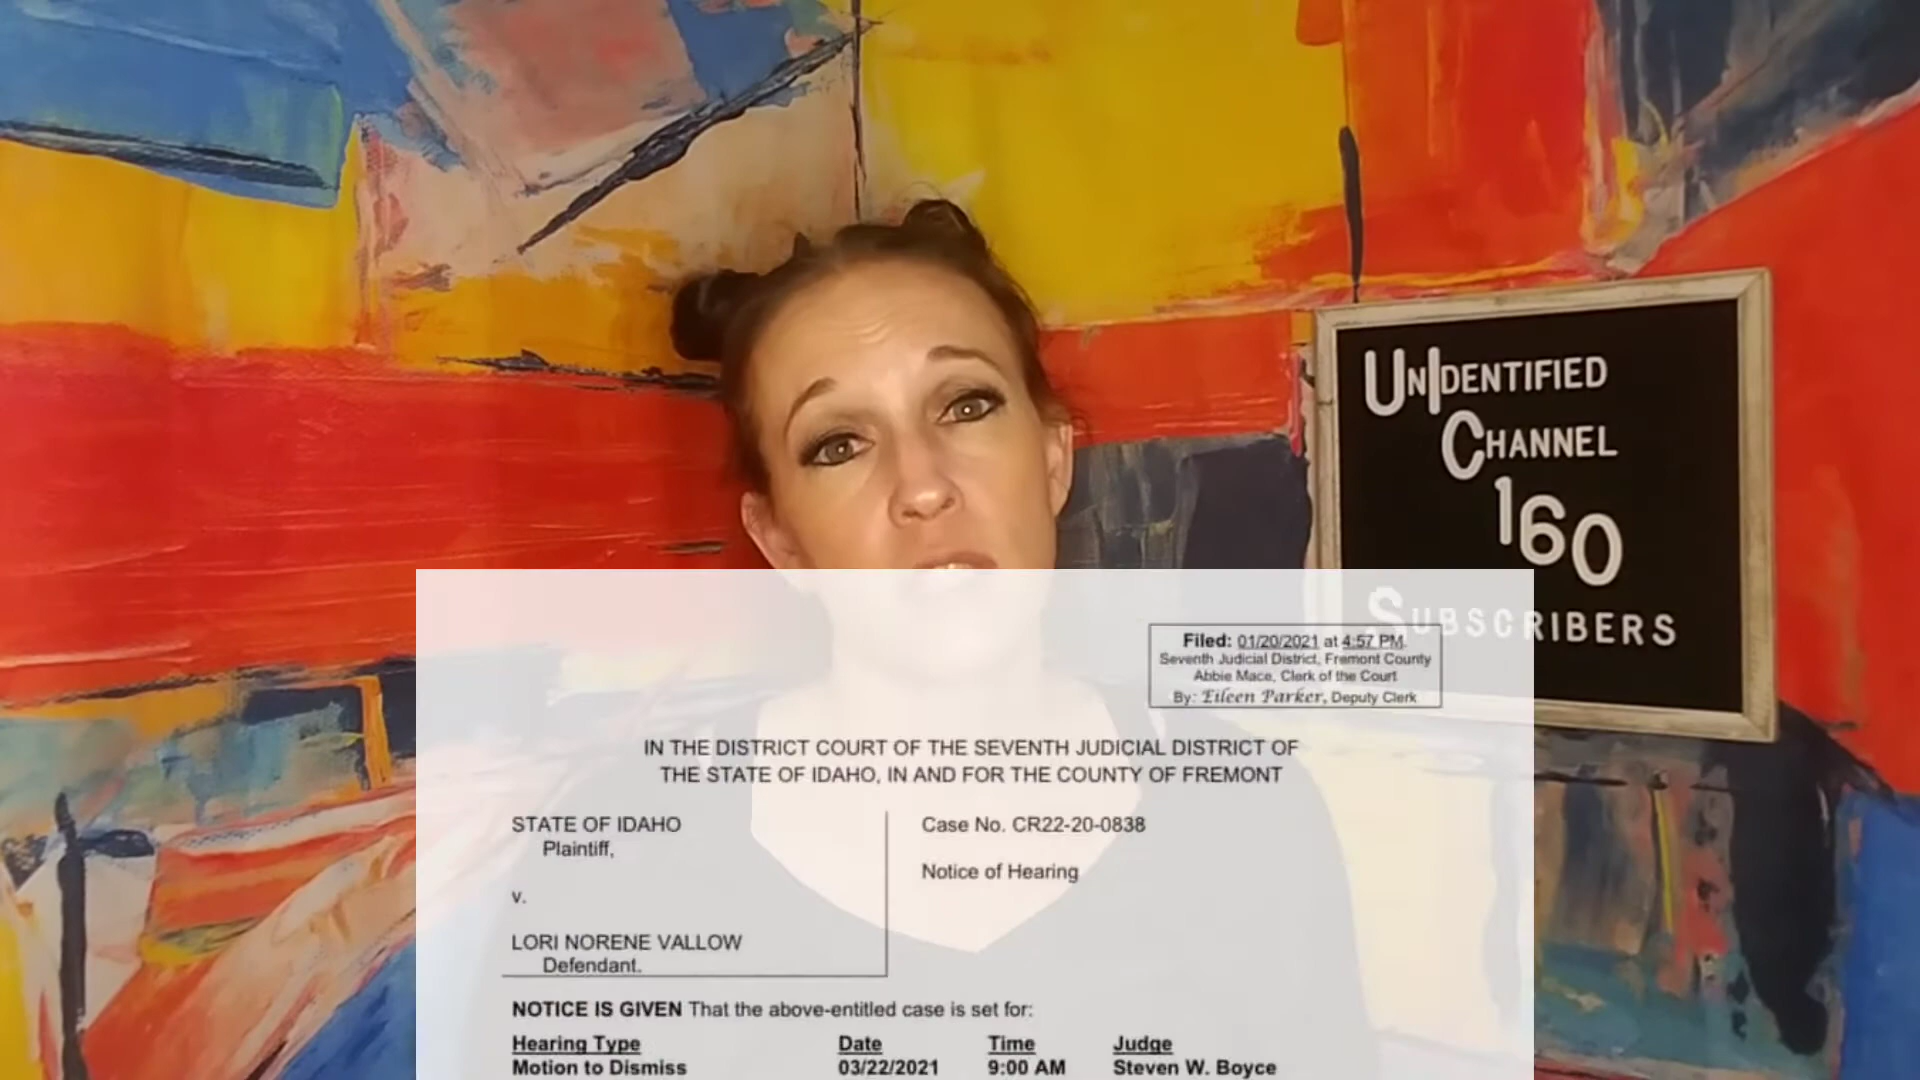 UNIDENTIFIED
CHANNEL
160
SUBSCRIBERS
Filed: 01/20/2021 at 4:57 PM.
Seventh Judicial District, Fremont County
Abbie Mace, Clerk of the Court
By: Eileen Parker, Deputy Clerk
IN THE DISTRICT COURT OF THE SEVENTH JUDICIAL DISTRICT OF
THE STATE OF IDAHO, IN AND FOR THE COUNTY OF FREMONT
STATE OF IDAHO
Plaintiff,
v.
LORI NORENE VALLOW
Defendant.
Case No. CR22-20-0838
Notice of Hearing
NOTICE IS GIVEN That the above-entitled case is set for:
Hearing Type Date Time Judge
Motion to Dismiss 03/22/2021 9:00 AM Steven W. Boyce